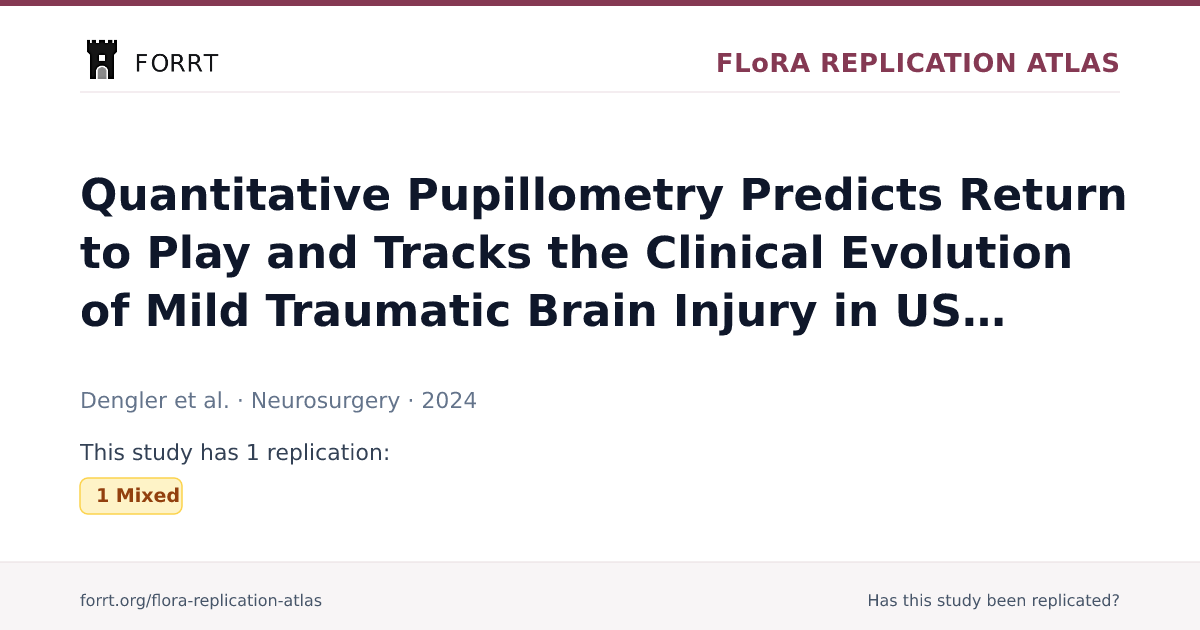 FORRT
FLoRA REPLICATION ATLAS
Quantitative Pupillometry Predicts Return
to Play and Tracks the Clinical Evolution
of Mild Traumatic Brain Injury in US…
Dengler et al. · Neurosurgery · 2024
This study has 1 replication:
1 Mixed
forrt.org/flora-replication-atlas
Has this study been replicated?